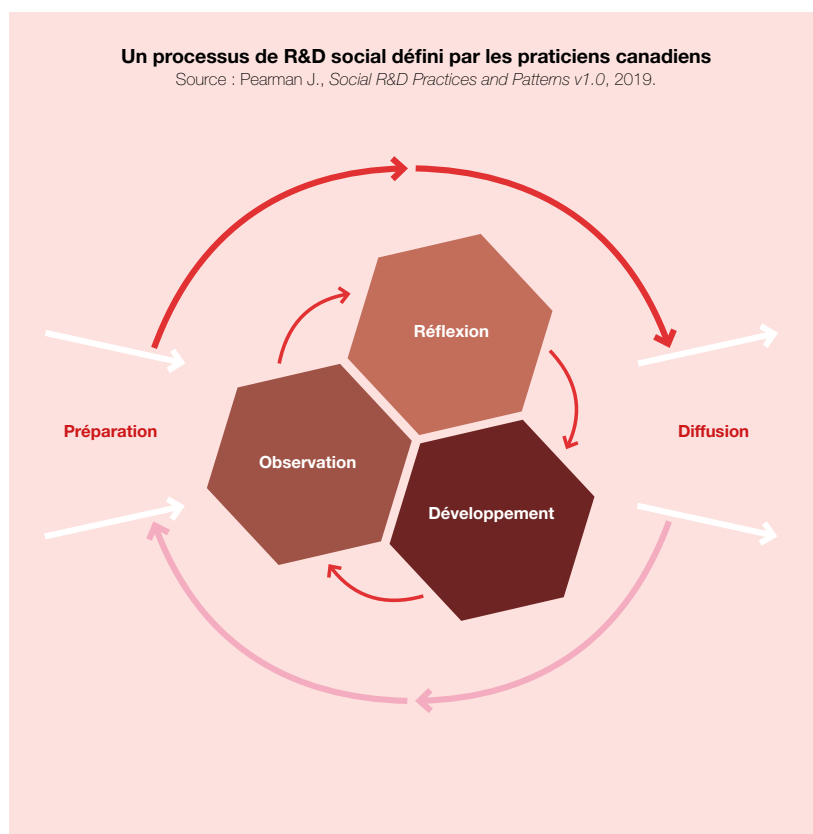 Un processus de R&D social défini par les praticiens canadiens
Source : Pearman J., Social R&D Practices and Patterns v1.0, 2019.
Réflexion
Préparation
Diffusion
Observation
Développement